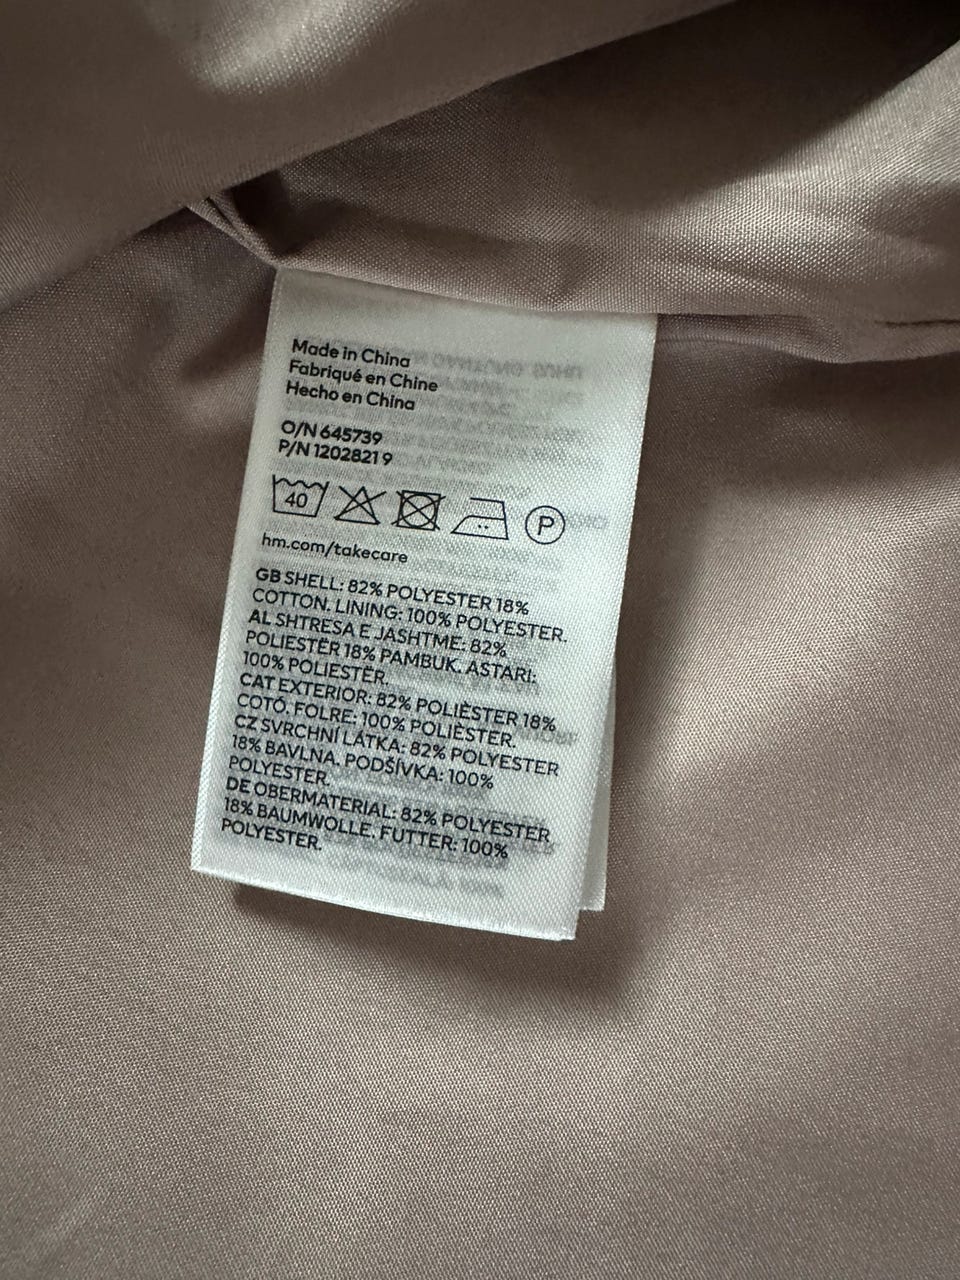 Made in China
Fabriqué en Chine
Hecho en China
O/N 645739
P/N 1202821 9
40
P
hm.com/takecare
GB SHELL: 82% POLYESTER 18%
COTTON. LINING: 100% POLYESTER.
AL SHTRESA E JASHTME: 82%
POLIESTËR 18% PAMBUK. ASTARI:
100% POLIESTËR.
CAT EXTERIOR: 82% POLIÈSTER 18%
COTÓ. FOLRE: 100% POLIÈSTER.
CZ SVRCHNÍ LÁTKA: 82% POLYESTER
18% BAVLNA. PODŠÍVKA: 100%
POLYESTER.
DE OBERMATERIAL: 82% POLYESTER
18% BAUMWOLLE. FUTTER: 100%
POLYESTER.